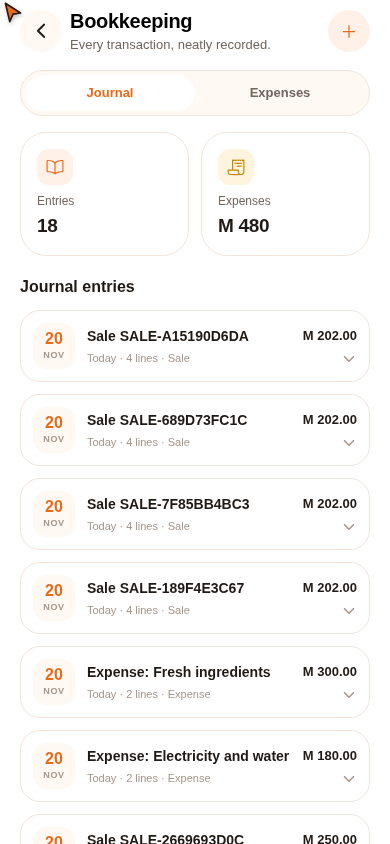 Bookkeeping
Every transaction, neatly recorded.
Journal
Expenses
Entries
18
Expenses
M 480
Journal entries
20 NOV
Sale SALE-A15190D6DA
M 202.00
Today · 4 lines · Sale
20 NOV
Sale SALE-689D73FC1C
M 202.00
Today · 4 lines · Sale
20 NOV
Sale SALE-7F85BB4BC3
M 202.00
Today · 4 lines · Sale
20 NOV
Sale SALE-189F4E3C67
M 202.00
Today · 4 lines · Sale
20 NOV
Expense: Fresh ingredients
M 300.00
Today · 2 lines · Expense
20 NOV
Expense: Electricity and water
M 180.00
Today · 2 lines · Expense
20
Sale SALE-2669693D0C
M 250.00